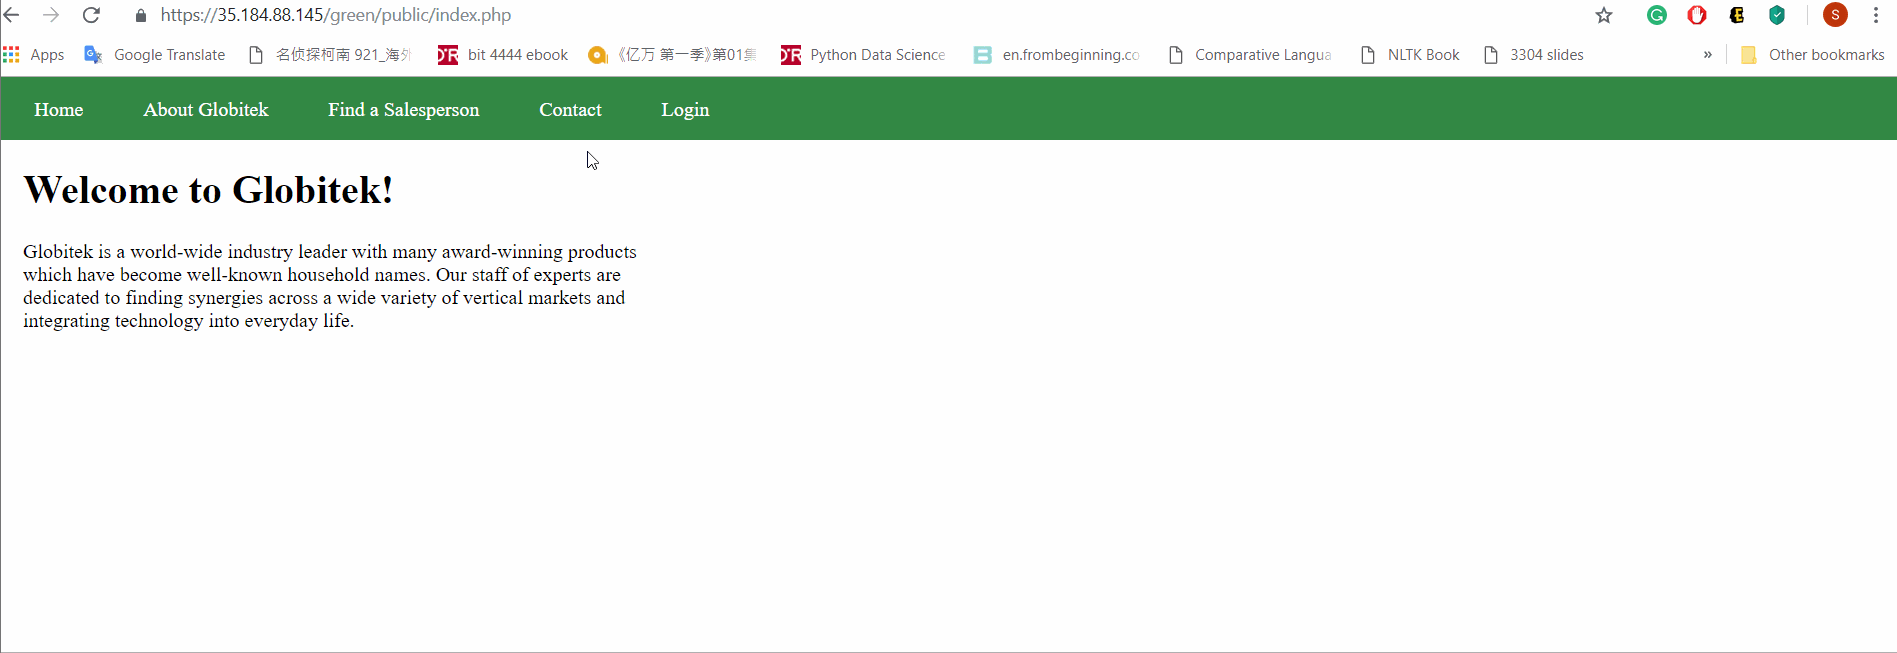 https://35.184.88.145/green/public/index.php
S
Apps Google Translate 名侦探柯南 921_海外 bit 4444 ebook 《亿万 第一季》第01集 Python Data Science en.frombeginning.co Comparative Langua NLTK Book 3304 slides » Other bookmarks
Home About Globitek Find a Salesperson Contact Login
Welcome to Globitek!
Globitek is a world-wide industry leader with many award-winning products
which have become well-known household names. Our staff of experts are
dedicated to finding synergies across a wide variety of vertical markets and
integrating technology into everyday life.